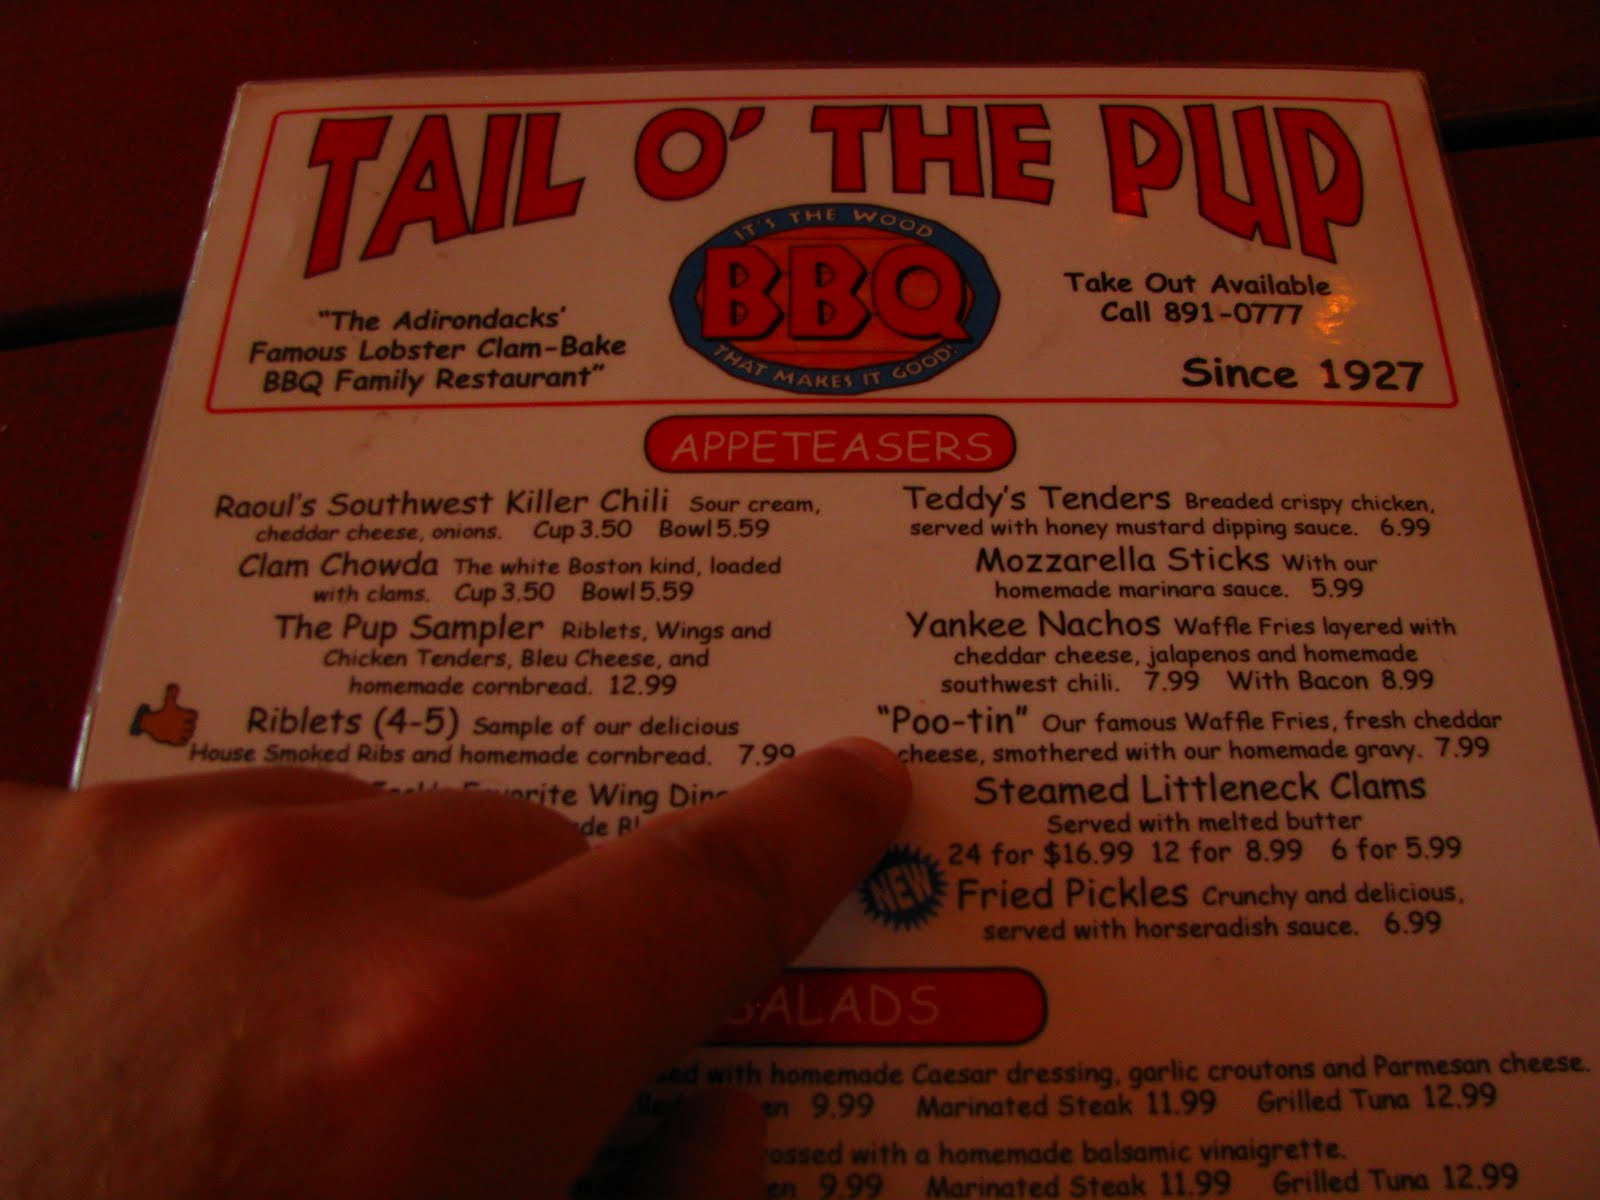 TAIL O' THE PUP
IT'S THE WOOD
BBQ
THAT MAKES IT GOOD!
"The Adirondacks'
Famous Lobster Clam-Bake
BBQ Family Restaurant"
Take Out Available
Call 891-0777
Since 1927
APPETEASERS
Raoul's Southwest Killer Chili Sour cream,
cheddar cheese, onions. Cup 3.50 Bowl 5.59
Clam Chowda The white Boston kind, loaded
with clams. Cup 3.50 Bowl 5.59
The Pup Sampler Riblets, Wings and
Chicken Tenders, Bleu Cheese, and
homemade cornbread. 12.99
Riblets (4-5) Sample of our delicious
House Smoked Ribs and homemade cornbread. 7.99
Wing
Teddy's Tenders Breaded crispy chicken,
served with honey mustard dipping sauce. 6.99
Mozzarella Sticks With our
homemade marinara sauce. 5.99
Yankee Nachos Waffle Fries layered with
cheddar cheese, jalapenos and homemade
southwest chili. 7.99 With Bacon 8.99
"Poo-tin" Our famous Waffle Fries, fresh cheddar
cheese, smothered with our homemade gravy. 7.99
Steamed Littleneck Clams
Served with melted butter
24 for $16.99 12 for 8.99 6 for 5.99
NEW Fried Pickles Crunchy and delicious,
served with horseradish sauce. 6.99
SALADS
with homemade Caesar dressing, garlic croutons and Parmesan cheese.
9.99 Marinated Steak 11.99 Grilled Tuna 12.99
with a homemade balsamic vinaigrette.
9.99 Marinated Steak 11.99 Grilled Tuna 12.99